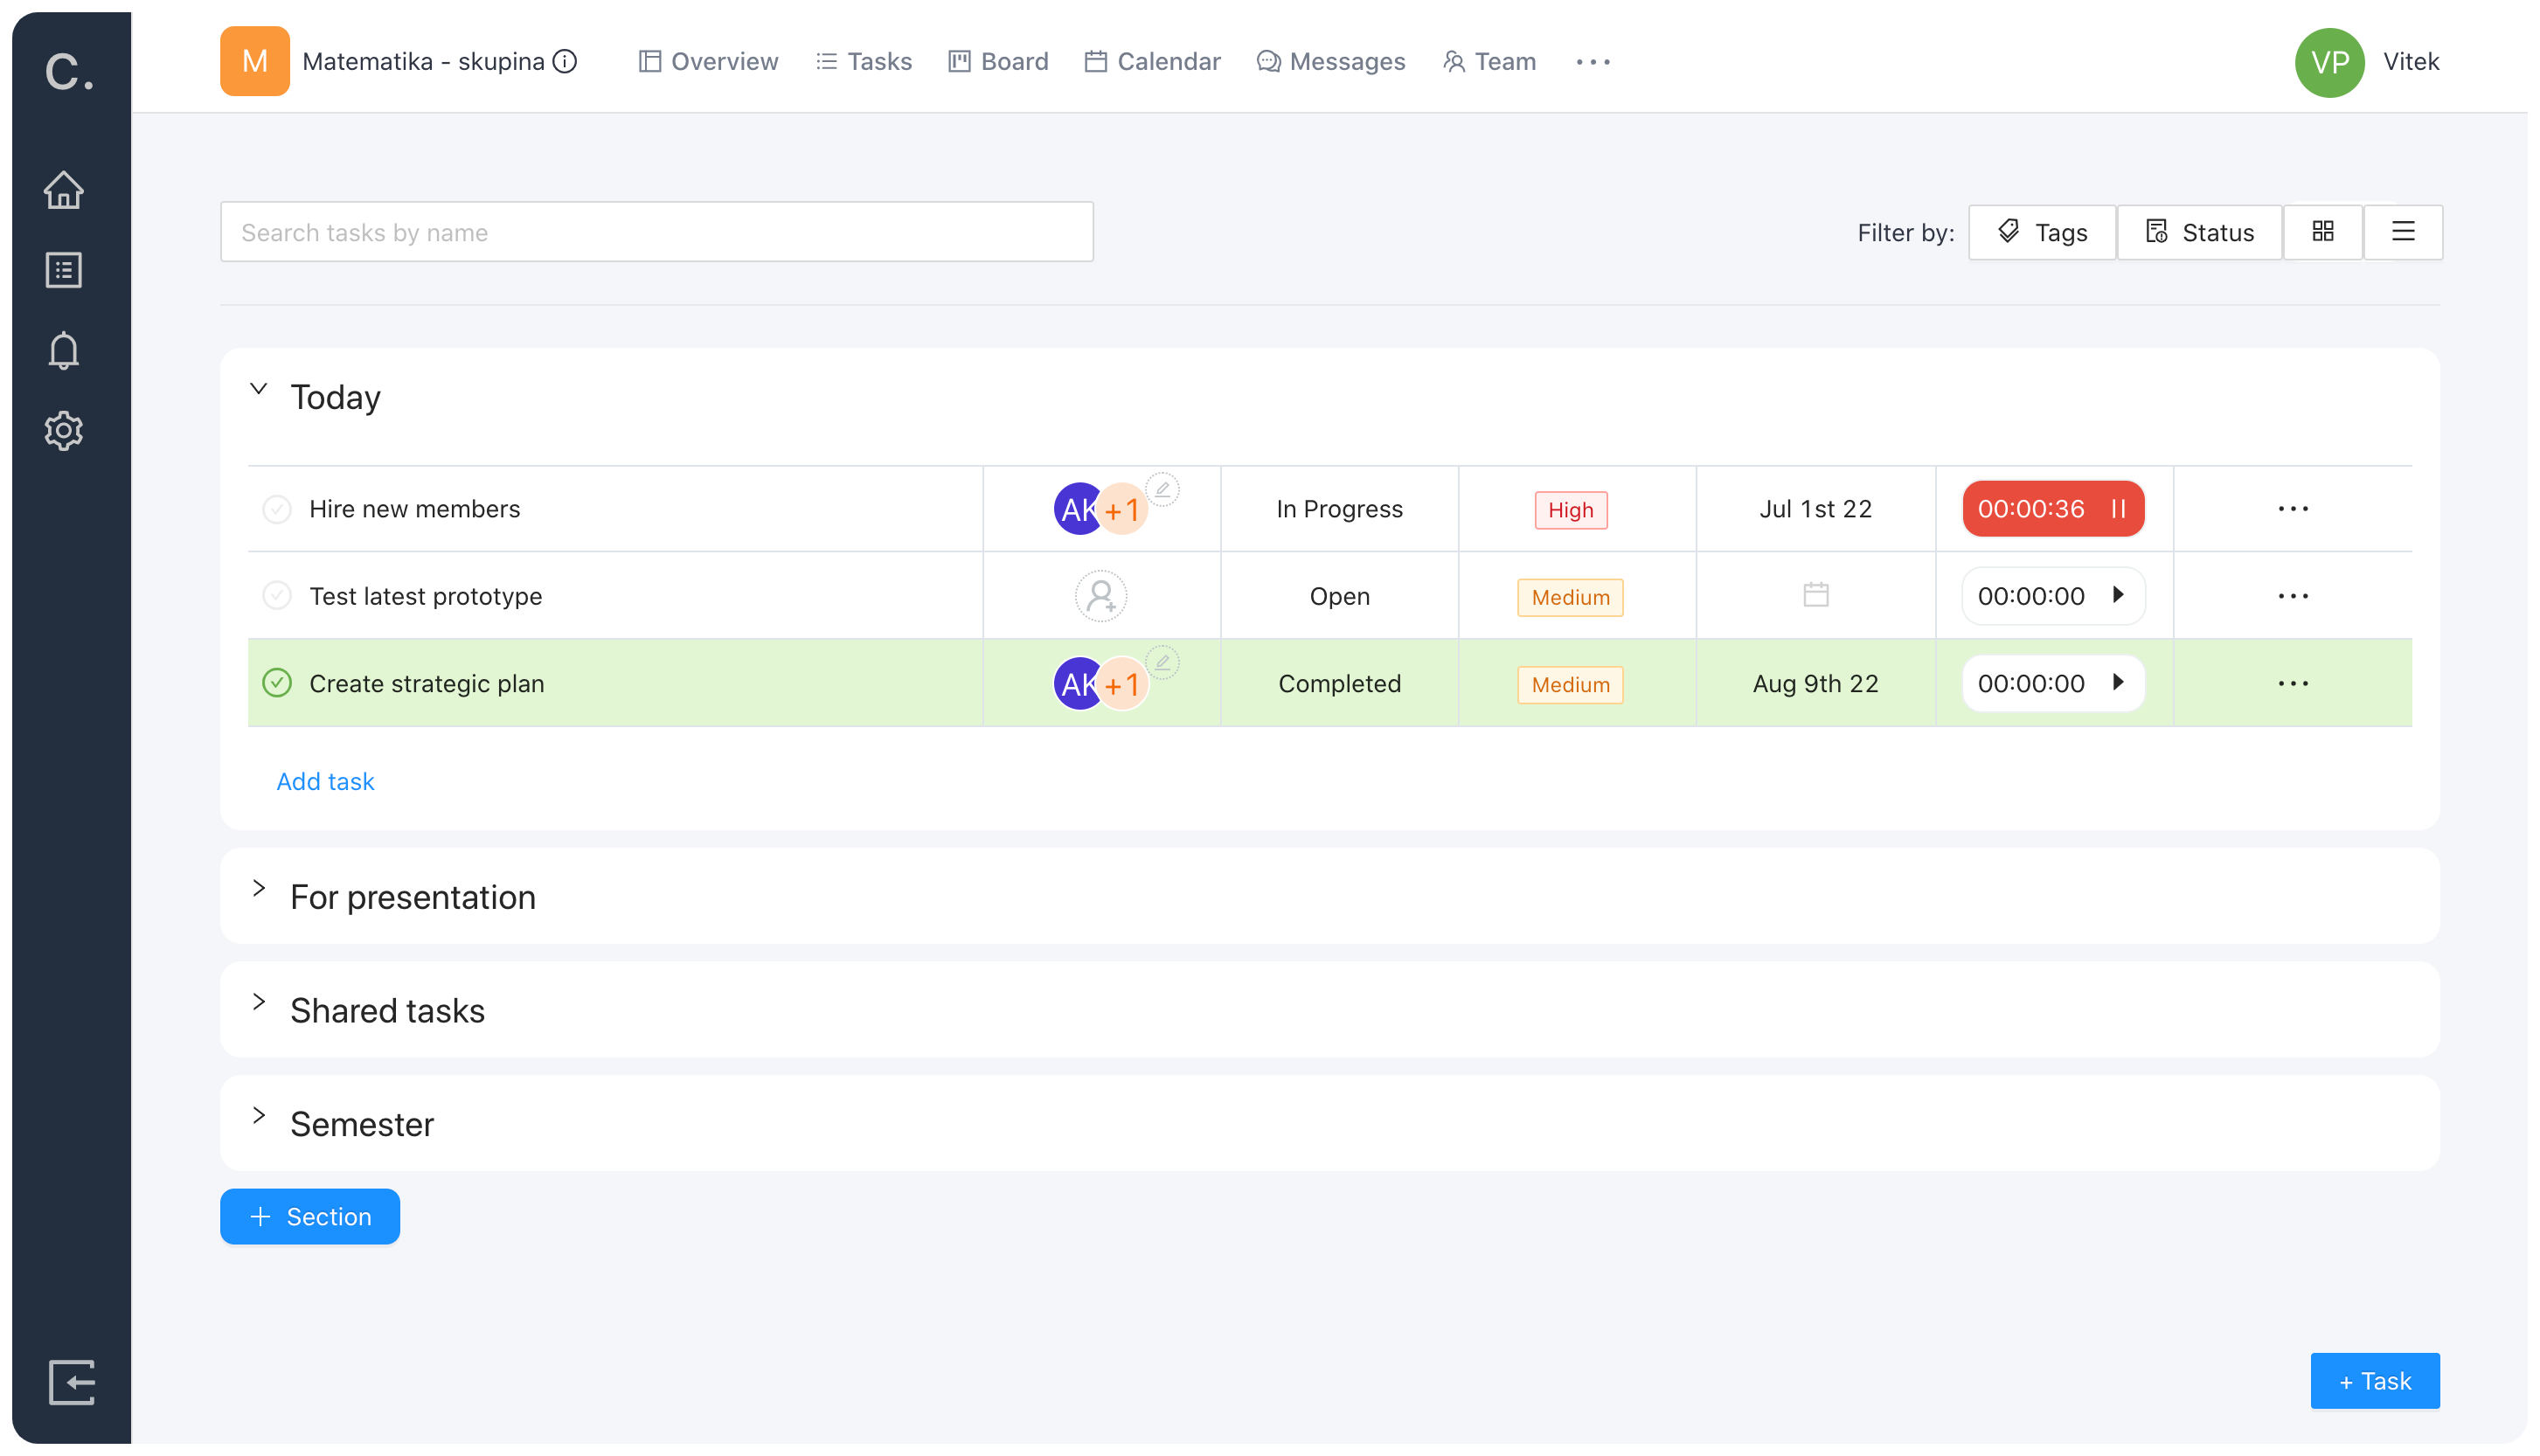 C.
M Matematika - skupina Overview Tasks Board Calendar Messages Team VP Vitek
Search tasks by name Filter by: Tags Status
Today
Hire new members AK +1 In Progress High Jul 1st 22 00:00:36
Test latest prototype Open Medium 00:00:00
Create strategic plan AK +1 Completed Medium Aug 9th 22 00:00:00
Add task
For presentation
Shared tasks
Semester
+ Section
+ Task